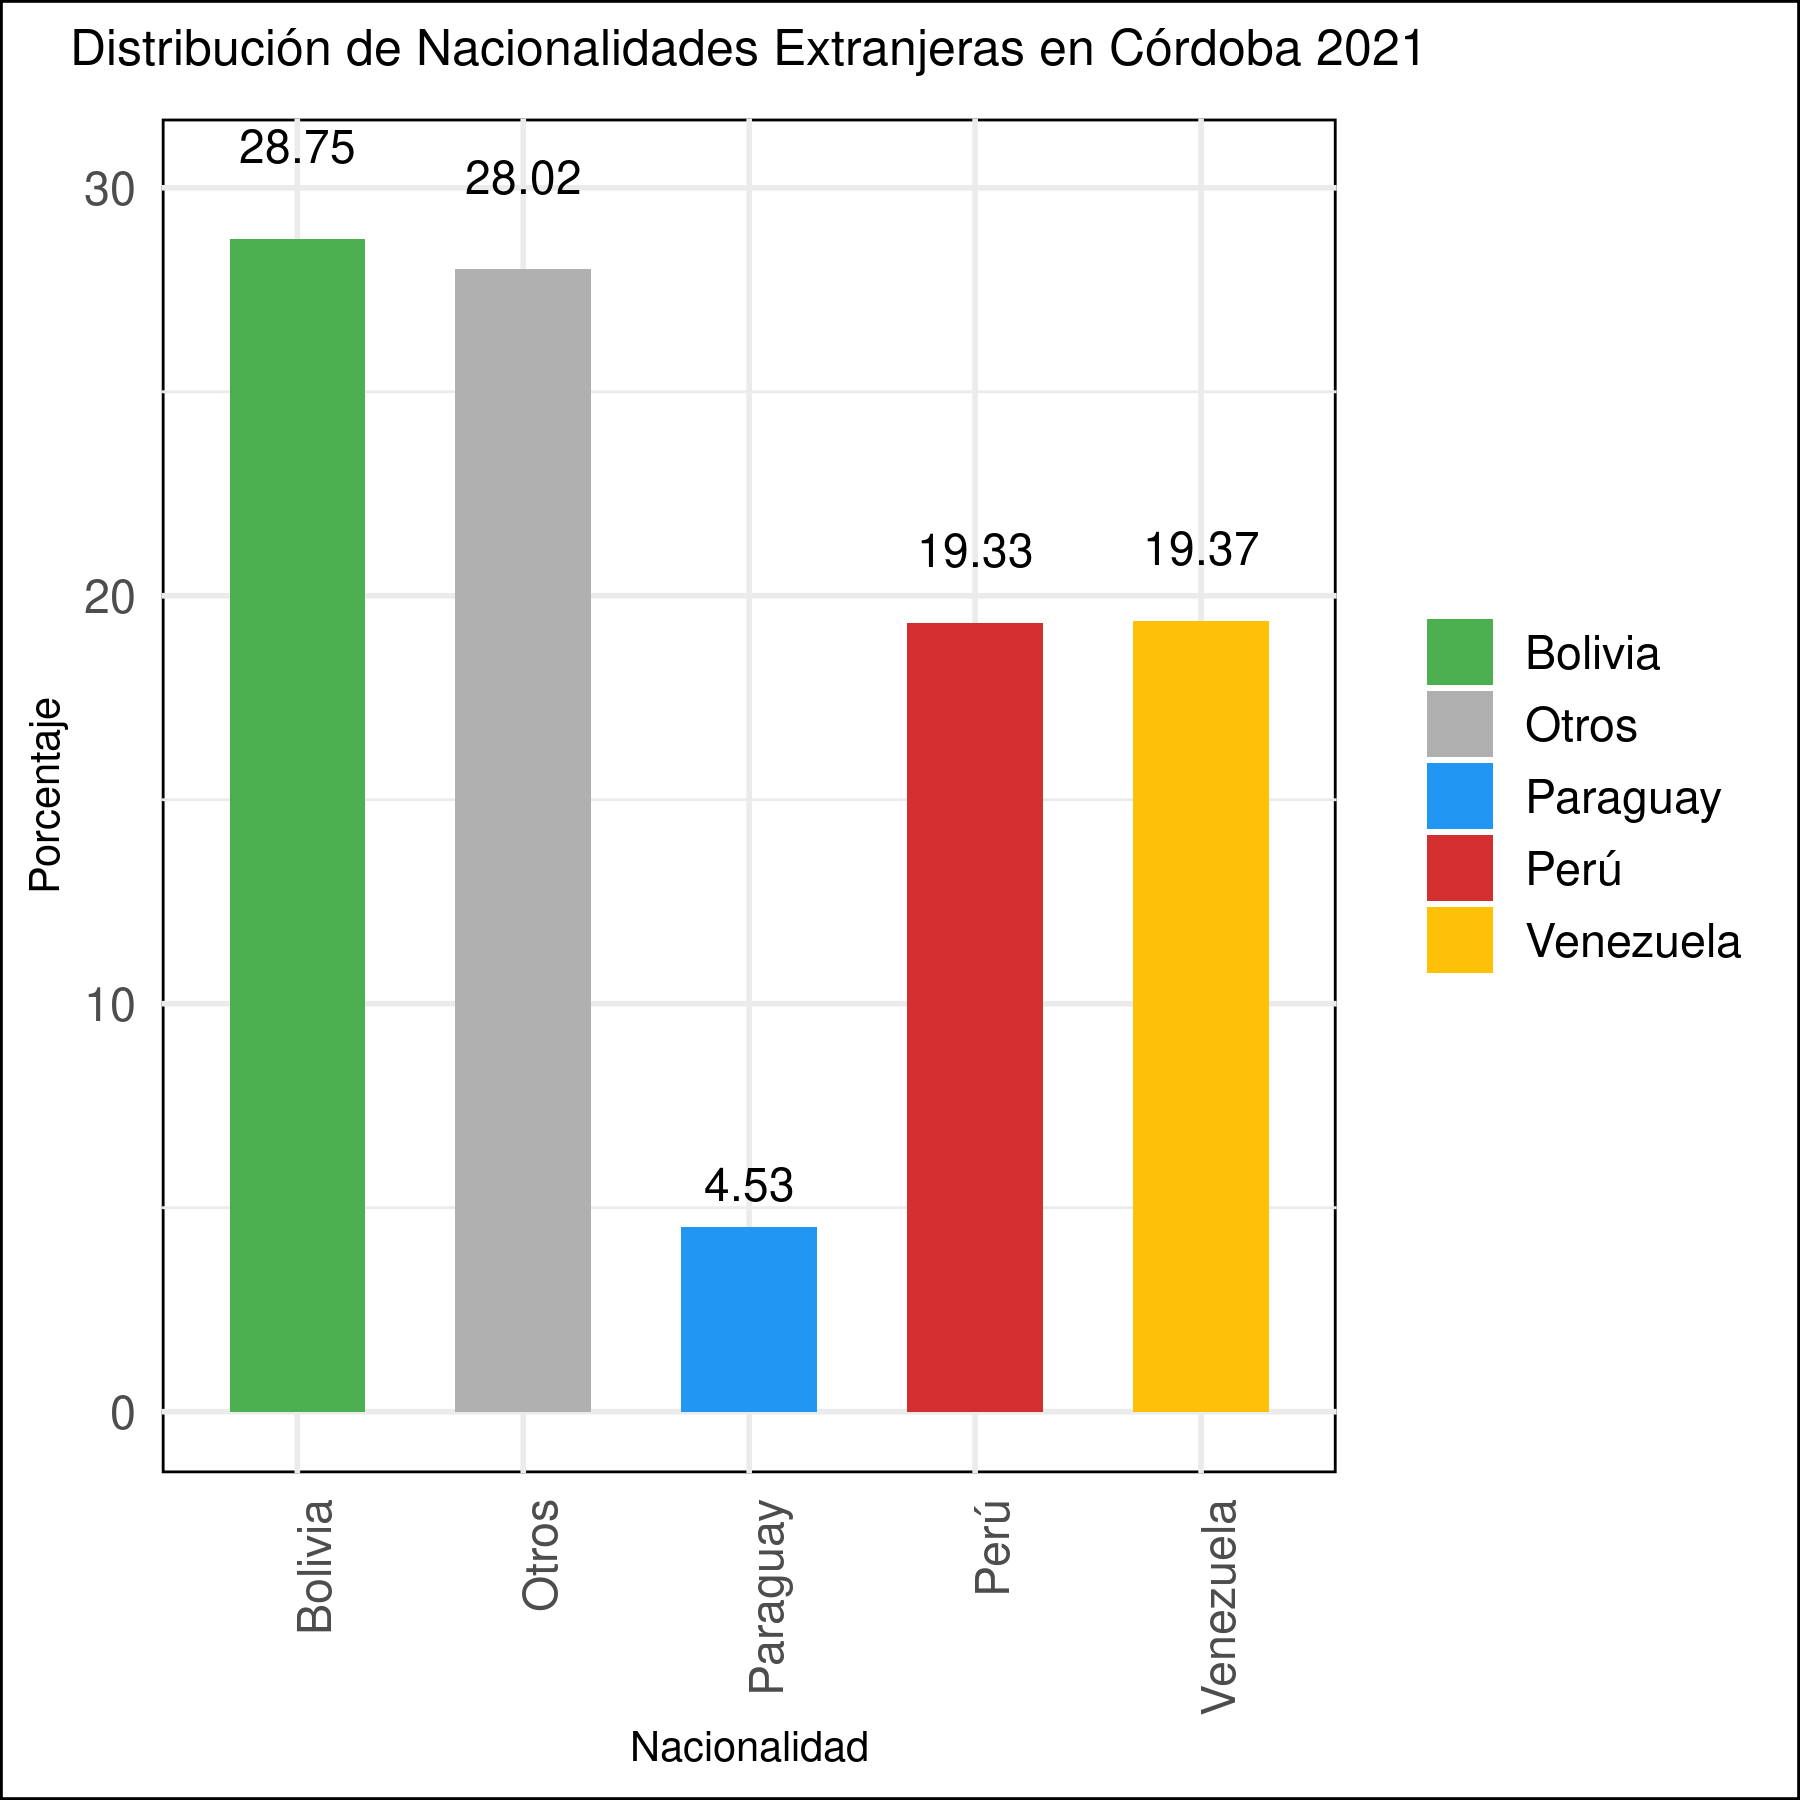 Distribución de Nacionalidades Extranjeras en Córdoba 2021
28.75
28.02
19.33
19.37
4.53
30
20
10
0
Porcentaje
Bolivia
Otros
Paraguay
Perú
Venezuela
Nacionalidad
Bolivia
Otros
Paraguay
Perú
Venezuela